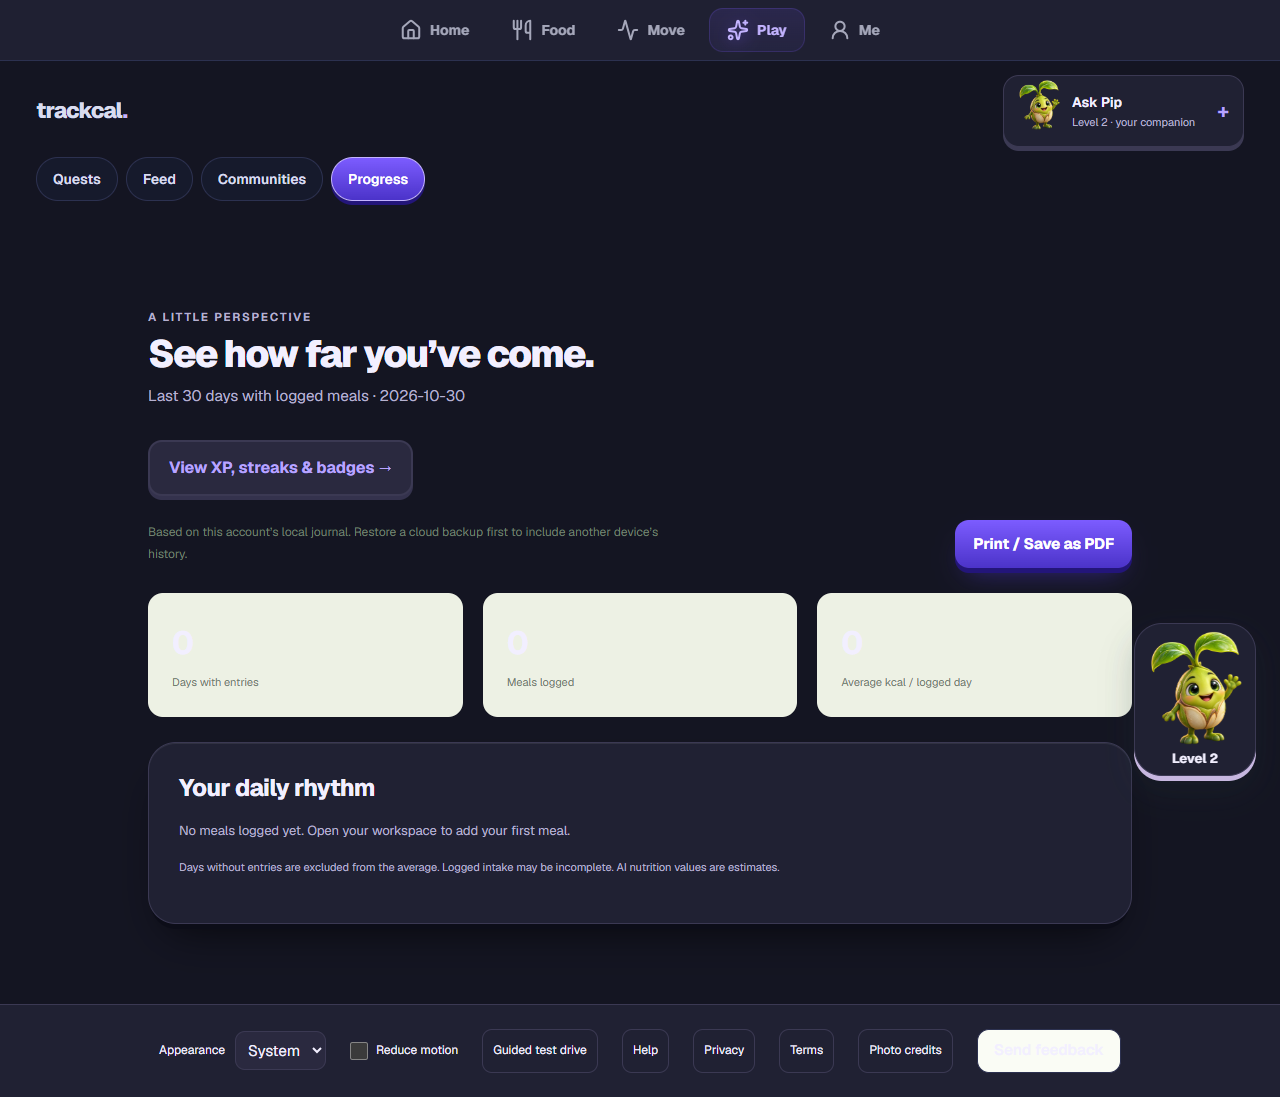 Home
Food
Move
Play
Me
trackcal.
Ask Pip
Level 2 · your companion
+
Quests
Feed
Communities
Progress
A LITTLE PERSPECTIVE
See how far you’ve come.
Last 30 days with logged meals · 2026-10-30
View XP, streaks & badges →
Based on this account's local journal. Restore a cloud backup first to include another device's
history.
Print / Save as PDF
0
Days with entries
0
Meals logged
0
Average kcal / logged day
Level 2
Your daily rhythm
No meals logged yet. Open your workspace to add your first meal.
Days without entries are excluded from the average. Logged intake may be incomplete. AI nutrition values are estimates.
Appearance
System
Reduce motion
Guided test drive
Help
Privacy
Terms
Photo credits
Send feedback